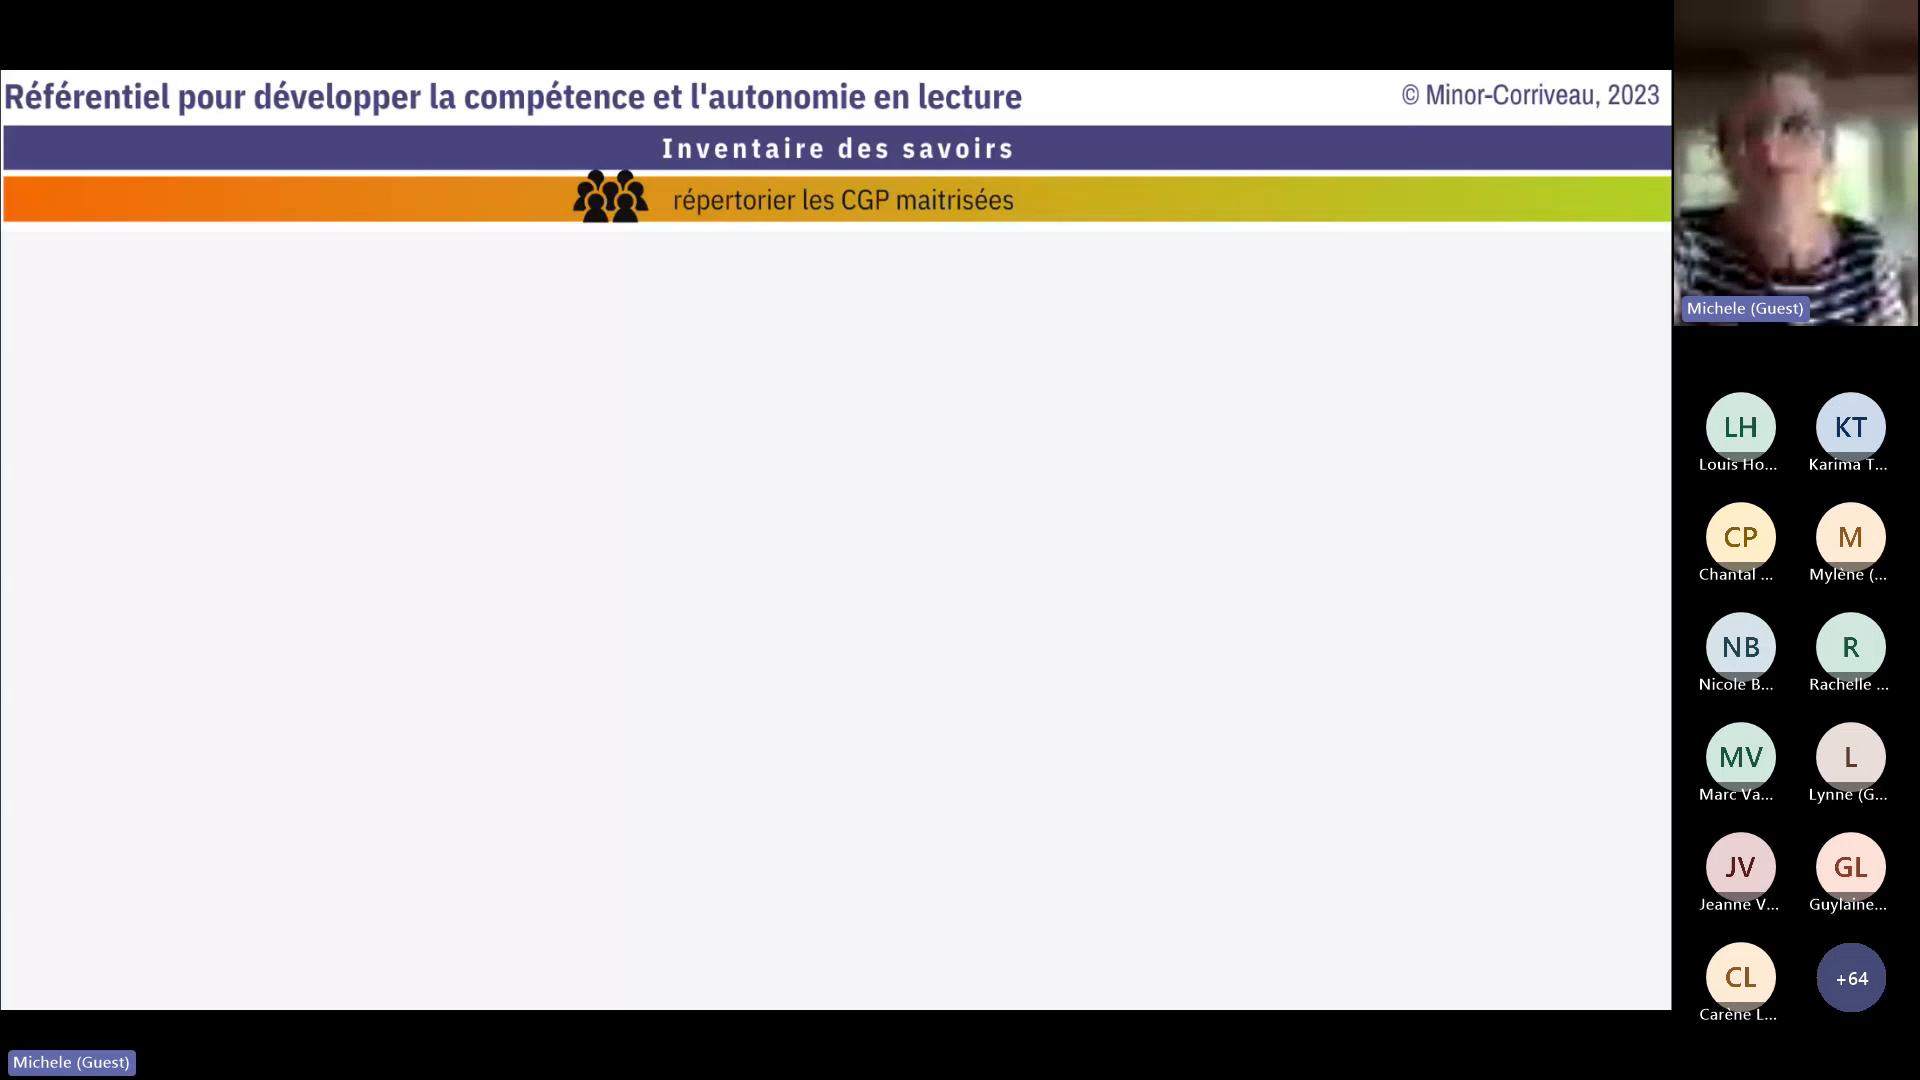 Référentiel pour développer la compétence et l'autonomie en lecture
© Minor-Corriveau, 2023
Inventaire des savoirs
répertorier les CGP maitrisées
Michele (Guest)
LH
KT
Louis Ho...
Karima T...
CP
M
Chantal ...
Mylène (...
NB
R
Nicole B...
Rachelle ...
MV
L
Marc Va...
Lynne (G...
JV
GL
Jeanne V...
Guylaine...
CL
+64
Carène L...
Michele (Guest)